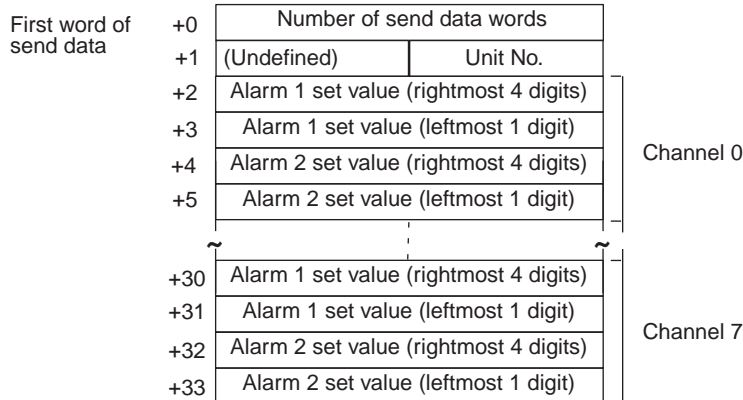 First word of
send data
+0 Number of send data words
+1 (Undefined) Unit No.
+2 Alarm 1 set value (rightmost 4 digits)
+3 Alarm 1 set value (leftmost 1 digit)
+4 Alarm 2 set value (rightmost 4 digits)
+5 Alarm 2 set value (leftmost 1 digit)
Channel 0
~ ~
+30 Alarm 1 set value (rightmost 4 digits)
+31 Alarm 1 set value (leftmost 1 digit)
+32 Alarm 2 set value (rightmost 4 digits)
+33 Alarm 2 set value (leftmost 1 digit)
Channel 7